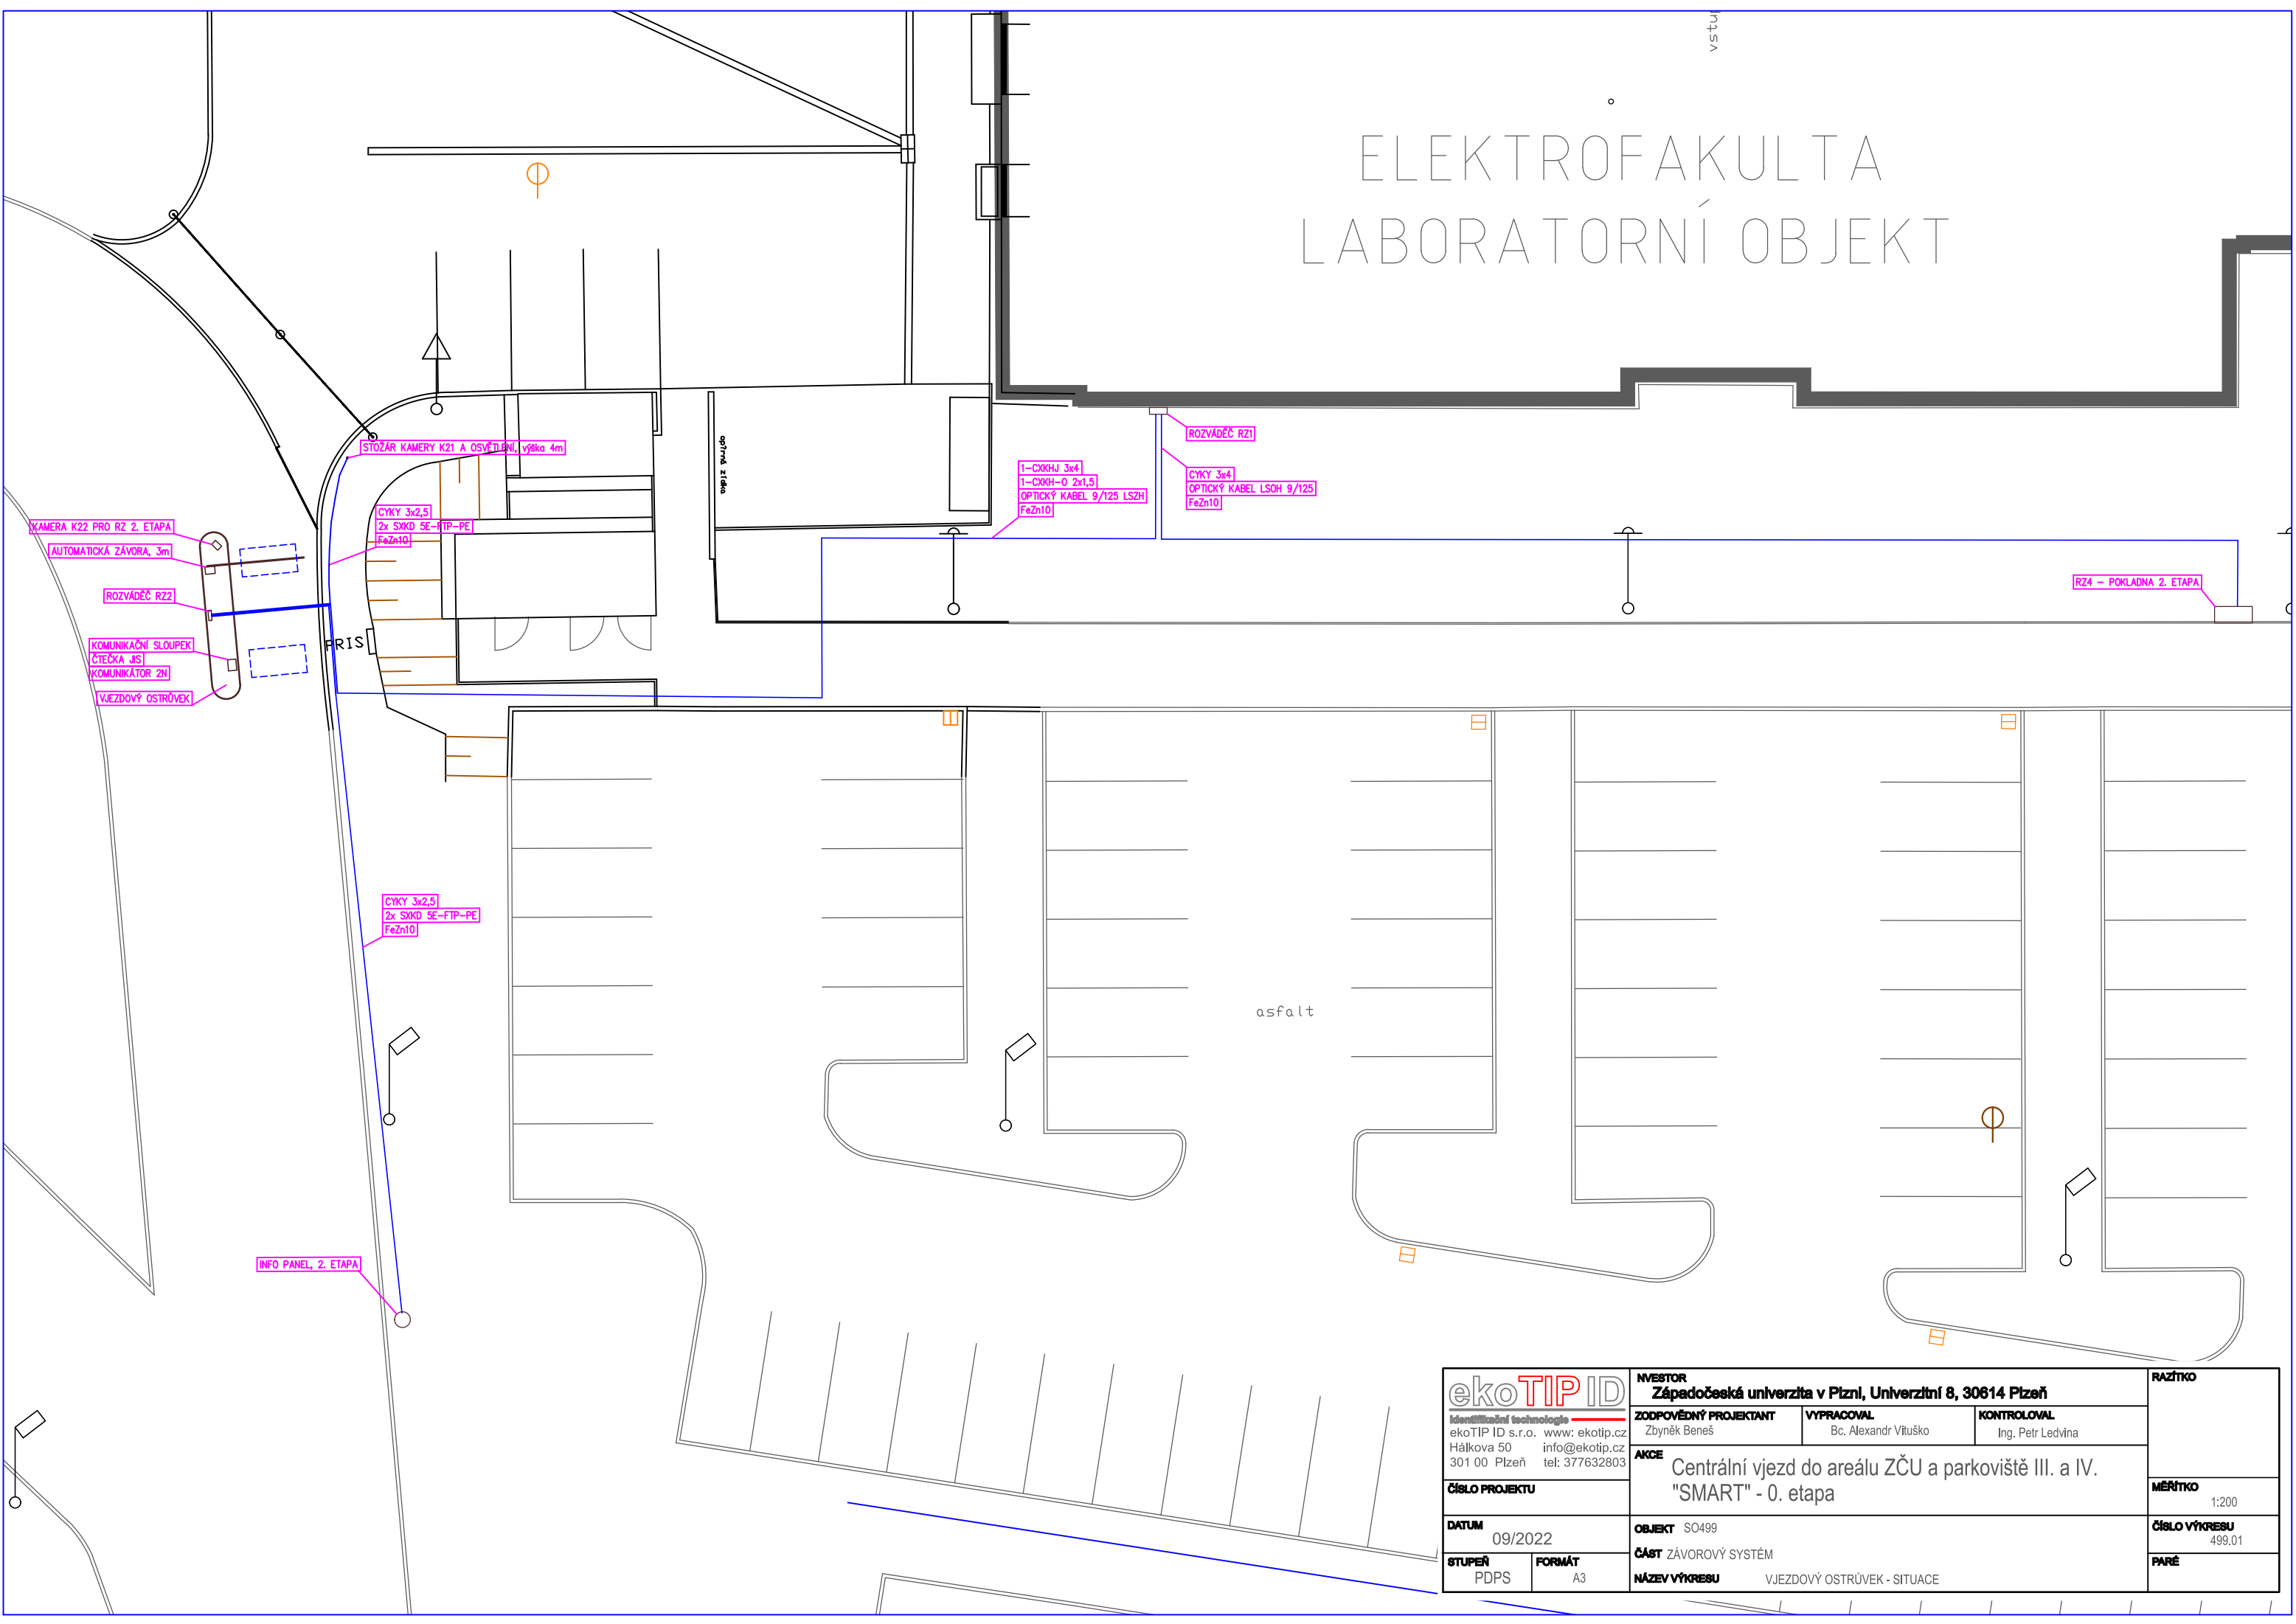 vstup
ELEKTROFAKULTA
LABORATORNÍ OBJEKT
STOŽÁR KAMERY K21 A OSVĚTLENÍ, výška 4m
opřrná zídka
ROZVÁDĚČ RZ1
1-CXKHJ 3x4
1-CXKH-O 2x1,5
OPTICKÝ KABEL 9/125 LSZH
FeZn10
CYKY 3x4
OPTICKÝ KABEL LSOH 9/125
FeZn10
CYKY 3x2,5
2x SXKD 5E-FTP-PE
FeZn10
KAMERA K22 PRO RZ 2. ETAPA
AUTOMATICKÁ ZÁVORA, 3m
ROZVÁDĚČ RZ2
KOMUNIKAČNÍ SLOUPEK
ČTEČKA JIS
KOMUNIKÁTOR 2N
VJEZDOVÝ OSTRŮVEK
PRIS
RZ4 - POKLADNA 2. ETAPA
CYKY 3x2,5
2x SXKD 5E-FTP-PE
FeZn10
asfalt
INFO PANEL, 2. ETAPA
ekoTIP ID
identifikační technologie
ekoTIP ID s.r.o. www: ekotip.cz
Hálkova 50 info@ekotip.cz
301 00 Plzeň tel: 377632803
ČÍSLO PROJEKTU
DATUM
09/2022
STUPEŇ
PDPS
FORMÁT
A3
NVESTOR
Západočeská univerzita v Plzni, Univerzitní 8, 30614 Plzeň
ZODPOVĚDNÝ PROJEKTANT
Zbyněk Beneš
VYPRACOVAL
Bc. Alexandr Vituško
KONTROLOVAL
Ing. Petr Ledvina
AKCE
Centrální vjezd do areálu ZČU a parkoviště III. a IV.
"SMART" - 0. etapa
OBJEKT SO499
ČÁST ZÁVOROVÝ SYSTÉM
NÁZEV VÝKRESU VJEZDOVÝ OSTRŮVEK - SITUACE
RAZÍTKO
MĚŘÍTKO
1:200
ČÍSLO VÝKRESU
499.01
PARÉ